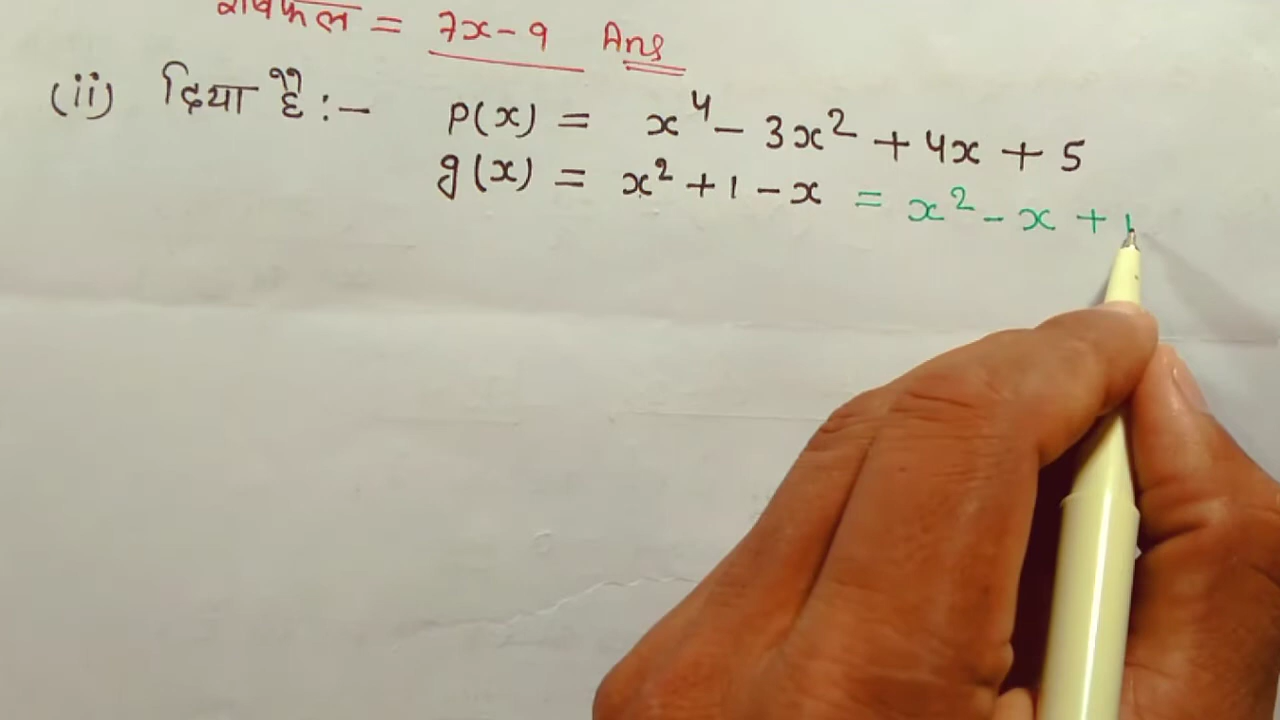 शेषफल = 7x - 9 Ans
(ii) दिया है :- p(x) = x⁴ - 3x² + 4x + 5
g(x) = x² + 1 - x = x² - x + 1